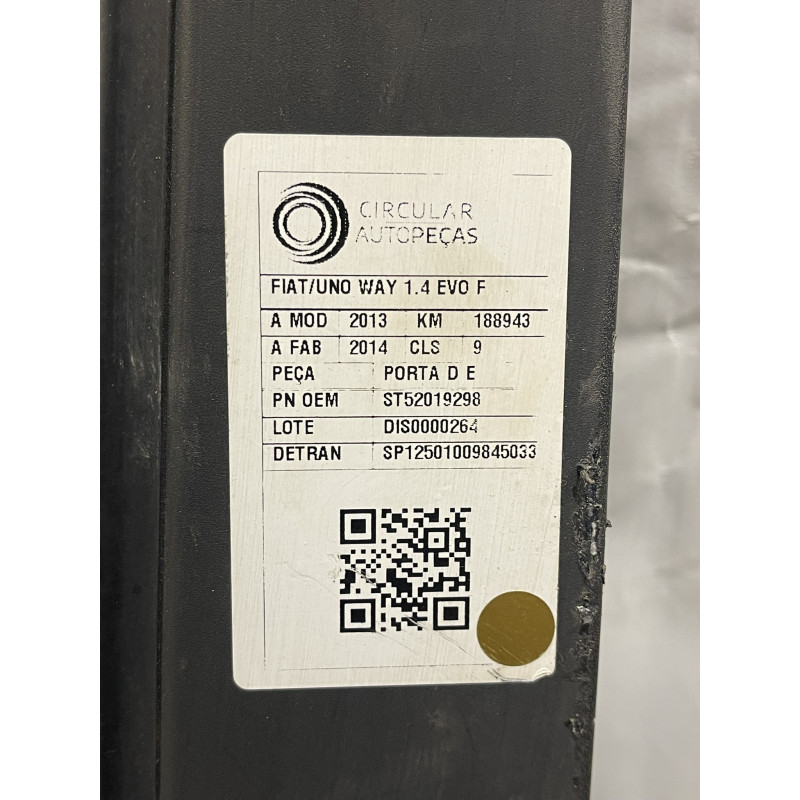 CIRCULAR
AUTOPEÇAS
FIAT/UNO WAY 1.4 EVO F
A MOD 2013 KM 188943
A FAB 2014 CLS 9
PEÇA PORTA D E
PN OEM ST52019298
LOTE DIS0000264
DETRAN SP12501009845033